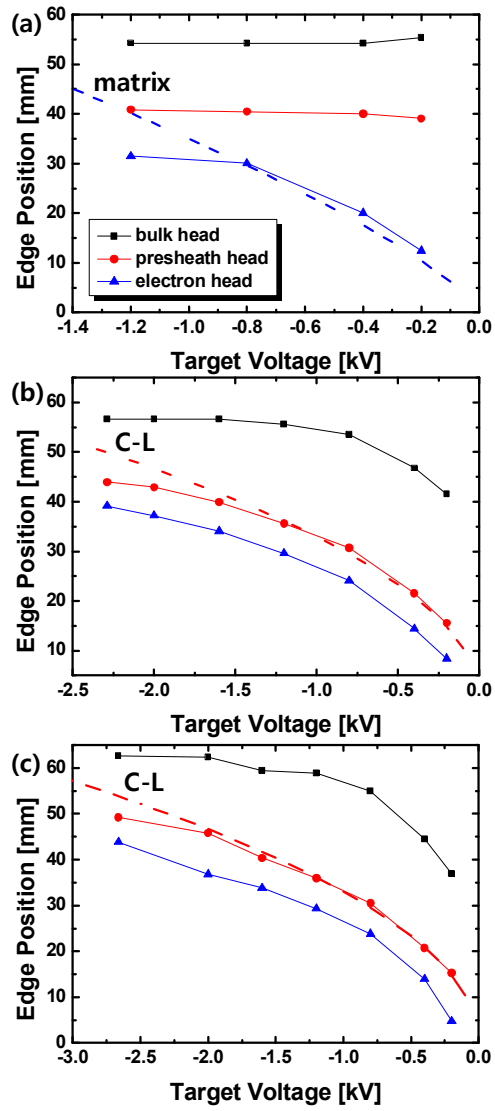 (a)
60
50
40
30
20
10
0
Edge Position [mm]
matrix
bulk head
presheath head
electron head
-1.4 -1.2 -1.0 -0.8 -0.6 -0.4 -0.2 0.0
Target Voltage [kV]
(b)
60
50
40
30
20
10
Edge Position [mm]
C-L
-2.5 -2.0 -1.5 -1.0 -0.5 0.0
Target Voltage [kV]
(c)
60
50
40
30
20
10
0
Edge Position [mm]
C-L
-3.0 -2.5 -2.0 -1.5 -1.0 -0.5 0.0
Target Voltage [kV]